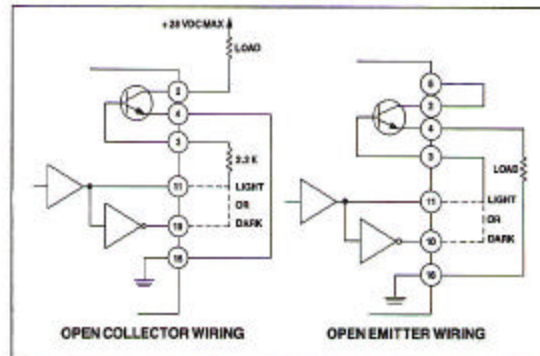 +28 VDC MAX
LOAD
2
4
3
2.2 K
11
LIGHT
OR
10
DARK
16
OPEN COLLECTOR WIRING
2
4
3
LOAD
11
LIGHT
OR
10
DARK
16
OPEN EMITTER WIRING